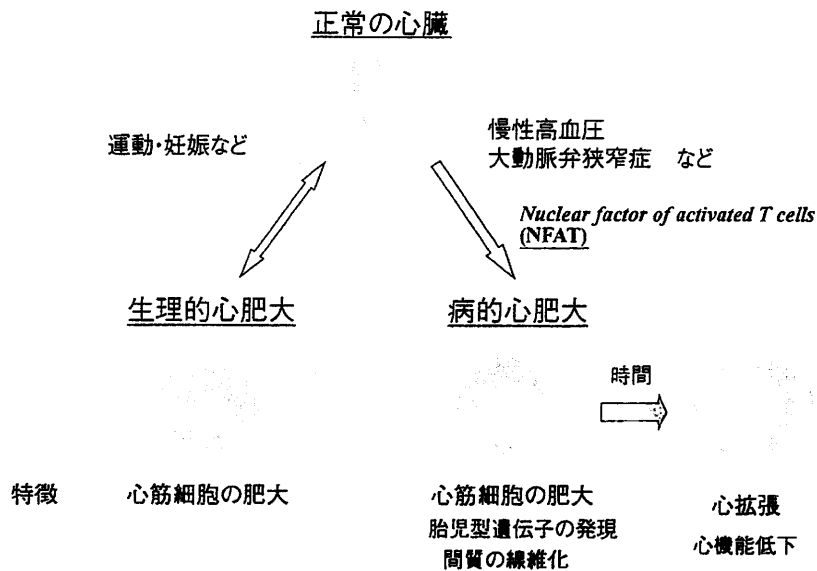 正常の心臓
運動・妊娠など
慢性高血圧
大動脈弁狭窄症　など
Nuclear factor of activated T cells
(NFAT)
生理的心肥大
病的心肥大
時間
特徴
心筋細胞の肥大
心筋細胞の肥大
胎児型遺伝子の発現
間質の線維化
心拡張
心機能低下